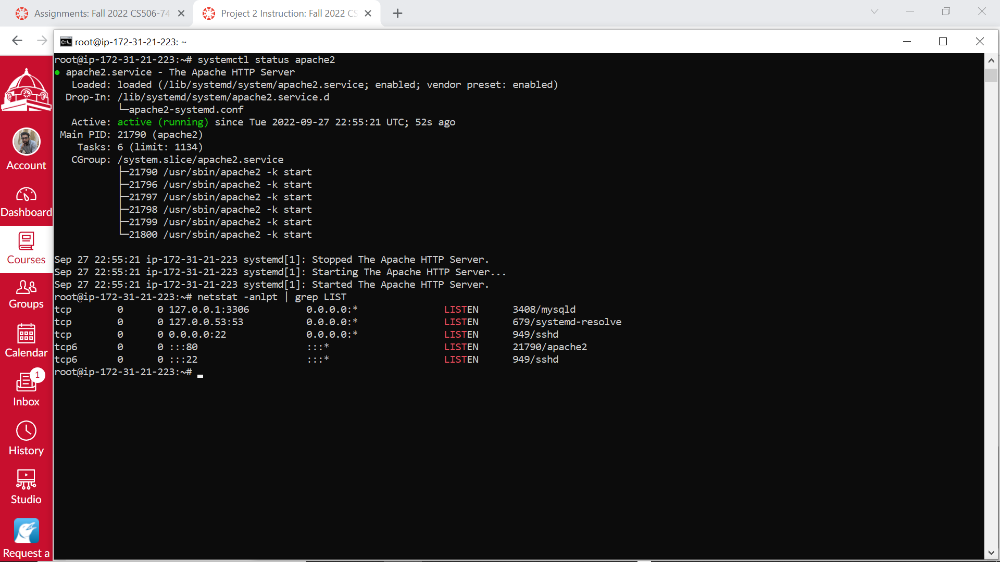 Assignments: Fall 2022 CS506-74
Project 2 Instruction: Fall 2022 CS
root@ip-172-31-21-223: ~
root@ip-172-31-21-223:~# systemctl status apache2
● apache2.service - The Apache HTTP Server
Loaded: loaded (/lib/systemd/system/apache2.service; enabled; vendor preset: enabled)
Drop-In: /lib/systemd/system/apache2.service.d
└─apache2-systemd.conf
Active: active (running) since Tue 2022-09-27 22:55:21 UTC; 52s ago
Main PID: 21790 (apache2)
Tasks: 6 (limit: 1134)
CGroup: /system.slice/apache2.service
├─21790 /usr/sbin/apache2 -k start
├─21796 /usr/sbin/apache2 -k start
├─21797 /usr/sbin/apache2 -k start
├─21798 /usr/sbin/apache2 -k start
├─21799 /usr/sbin/apache2 -k start
└─21800 /usr/sbin/apache2 -k start
Sep 27 22:55:21 ip-172-31-21-223 systemd[1]: Stopped The Apache HTTP Server.
Sep 27 22:55:21 ip-172-31-21-223 systemd[1]: Starting The Apache HTTP Server...
Sep 27 22:55:21 ip-172-31-21-223 systemd[1]: Started The Apache HTTP Server.
root@ip-172-31-21-223:~# netstat -anlpt | grep LIST
tcp 0 0 127.0.0.1:3306 0.0.0.0:* LISTEN 3408/mysqld
tcp 0 0 127.0.0.53:53 0.0.0.0:* LISTEN 679/systemd-resolve
tcp 0 0 0.0.0.0:22 0.0.0.0:* LISTEN 949/sshd
tcp6 0 0 :::80 :::* LISTEN 21790/apache2
tcp6 0 0 :::22 :::* LISTEN 949/sshd
root@ip-172-31-21-223:~#
Account
Dashboard
Courses
Groups
Calendar
1
Inbox
History
Studio
Request a